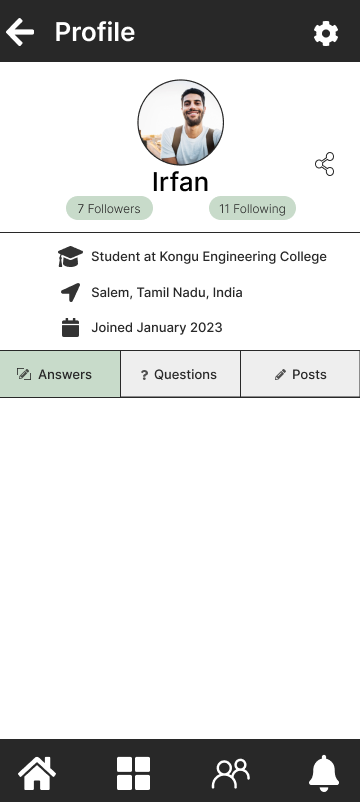 Profile
Irfan
7 Followers
11 Following
Student at Kongu Engineering College
Salem, Tamil Nadu, India
Joined January 2023
Answers
? Questions
Posts